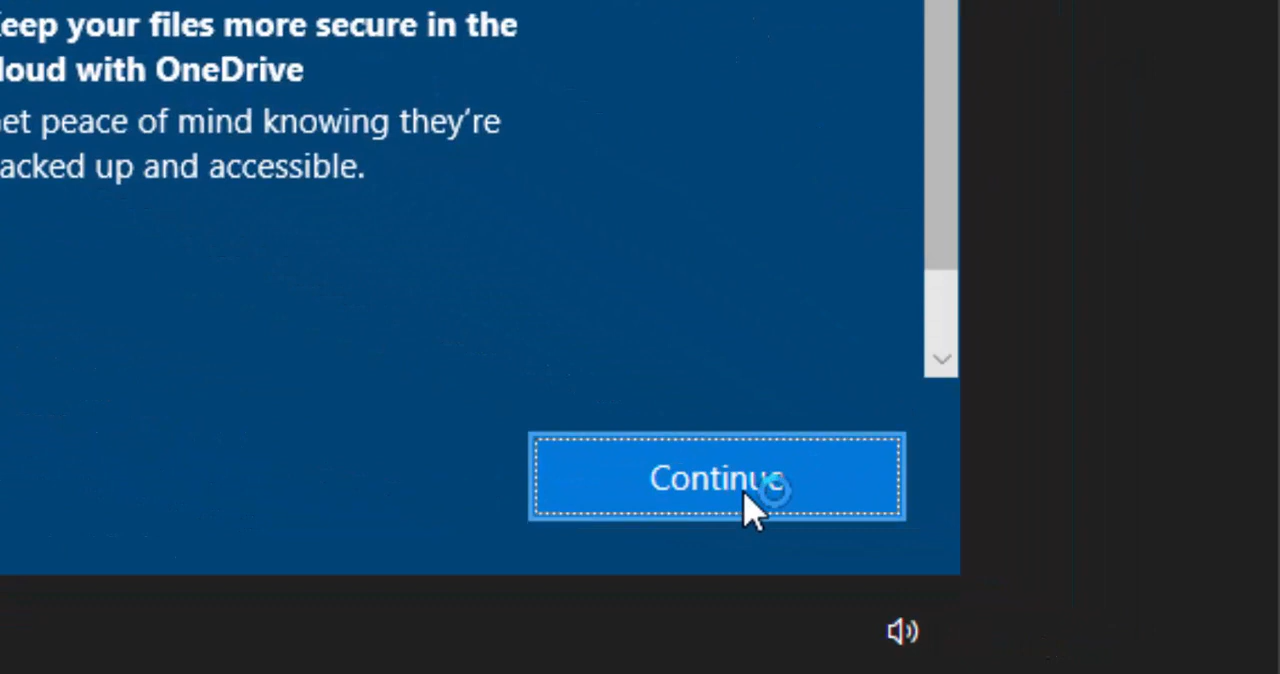 eep your files more secure in the
loud with OneDrive
et peace of mind knowing they’re
acked up and accessible.
Continue